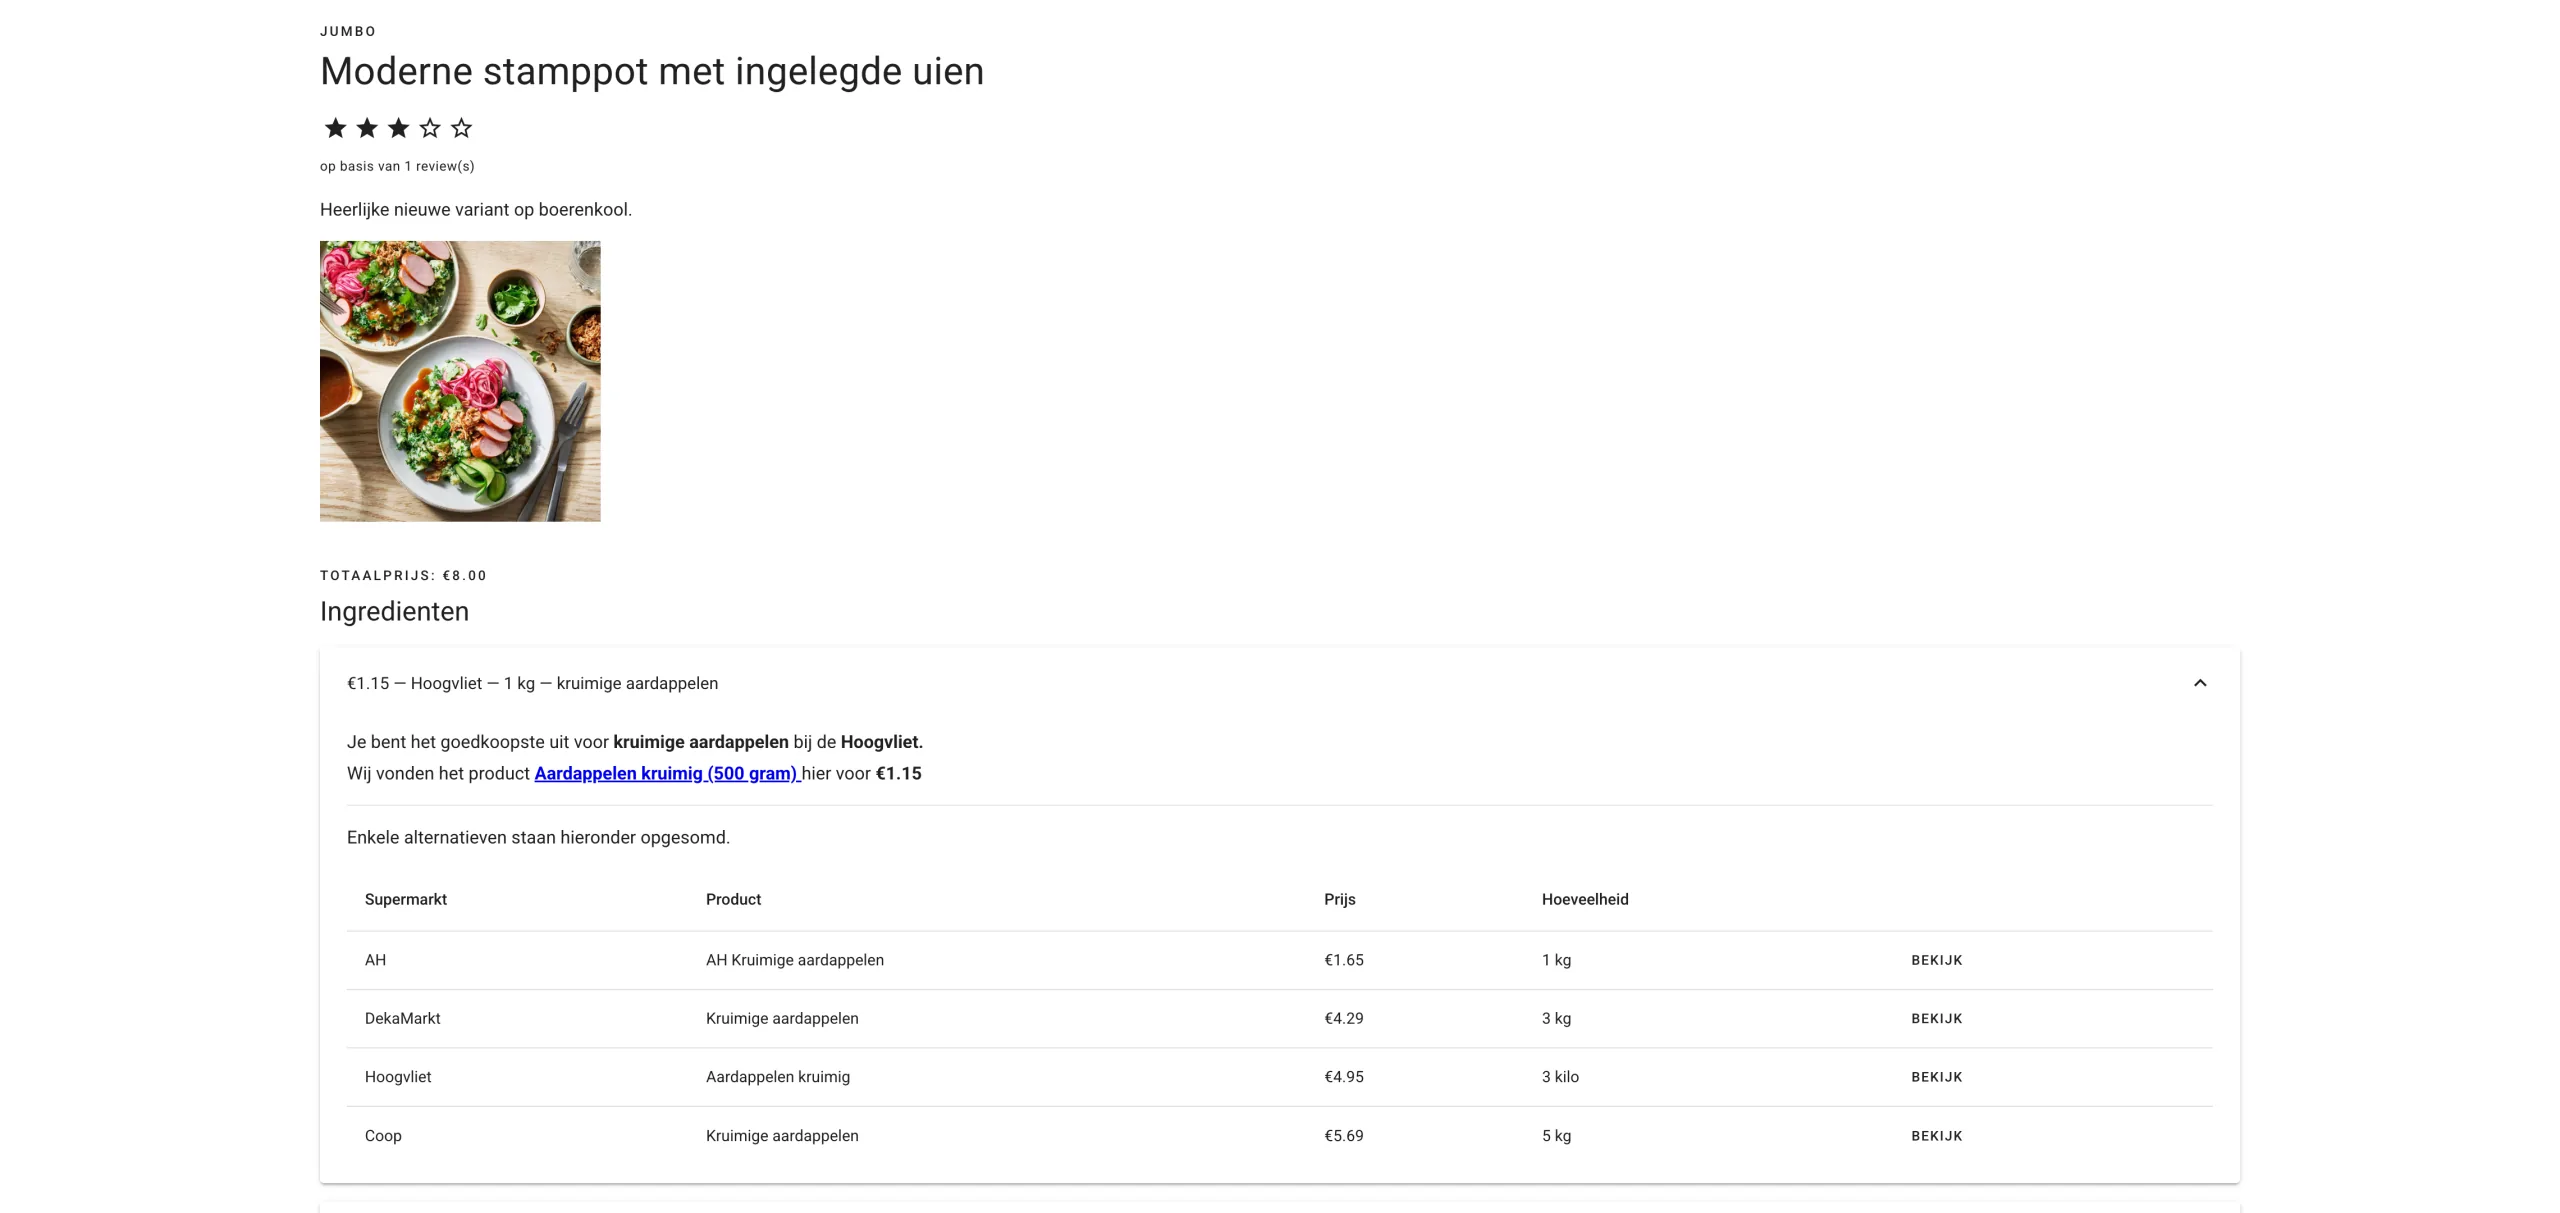 JUMBO
Moderne stamppot met ingelegde uien
op basis van 1 review(s)
Heerlijke nieuwe variant op boerenkool.
TOTAALPRIJS: €8.00
Ingredienten
€1.15 — Hoogvliet — 1 kg — kruimige aardappelen
Je bent het goedkoopste uit voor kruimige aardappelen bij de Hoogvliet.
Wij vonden het product Aardappelen kruimig (500 gram) hier voor €1.15
Enkele alternatieven staan hieronder opgesomd.
Supermarkt Product Prijs Hoeveelheid
AH AH Kruimige aardappelen €1.65 1 kg BEKIJK
DekaMarkt Kruimige aardappelen €4.29 3 kg BEKIJK
Hoogvliet Aardappelen kruimig €4.95 3 kilo BEKIJK
Coop Kruimige aardappelen €5.69 5 kg BEKIJK